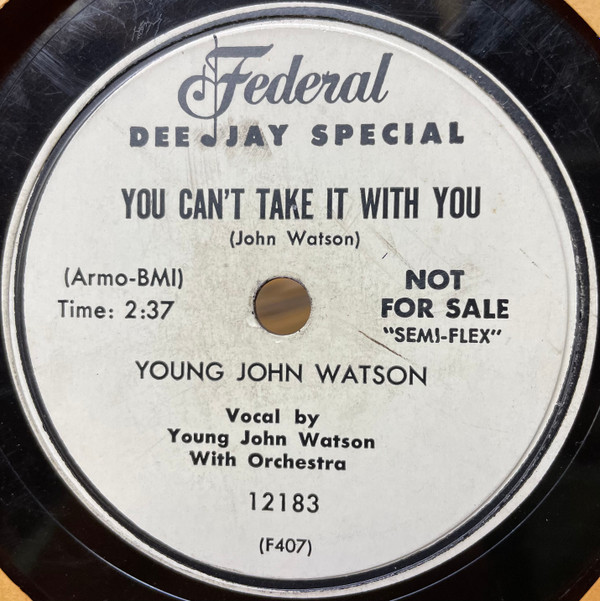 Federal
DEE JAY SPECIAL
YOU CAN'T TAKE IT WITH YOU
(John Watson)
(Armo-BMI)
Time: 2:37
NOT
FOR SALE
"SEMI-FLEX"
YOUNG JOHN WATSON
Vocal by
Young John Watson
With Orchestra
12183
(F407)